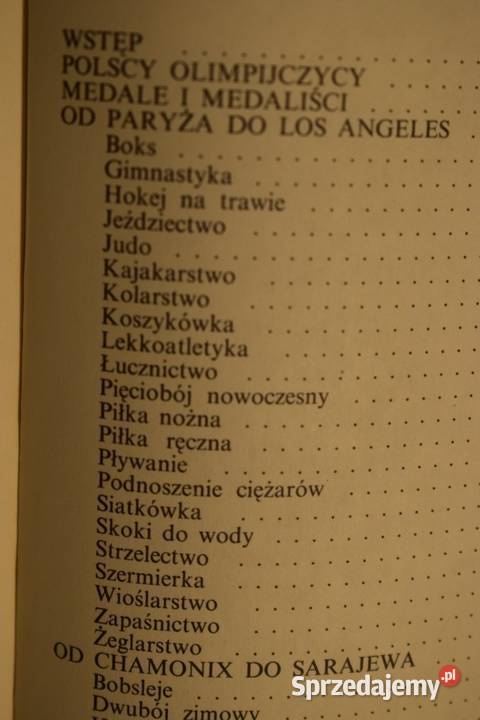 WSTĘP . . . . . . . . . . .
POLSCY OLIMPIJCZYCY . . . .
MEDALE I MEDALIŚCI . . . .
OD PARYŻA DO LOS ANGELES .
Boks . . . . . . . . . . .
Gimnastyka . . . . . . . .
Hokej na trawie . . . . . .
Jeździectwo . . . . . . . .
Judo . . . . . . . . . . .
Kajakarstwo . . . . . . . .
Kolarstwo . . . . . . . . .
Koszykówka . . . . . . . .
Lekkoatletyka . . . . . . .
Łucznictwo . . . . . . . .
Pięciobój nowoczesny . . . .
Piłka nożna . . . . . . . .
Piłka ręczna . . . . . . . .
Pływanie . . . . . . . . .
Podnoszenie ciężarów . . . .
Siatkówka . . . . . . . . .
Skoki do wody . . . . . . .
Strzelectwo . . . . . . . .
Szermierka . . . . . . . .
Wioślarstwo . . . . . . . .
Zapaśnictwo . . . . . . . .
Żeglarstwo . . . . . . . .
OD CHAMONIX DO SARAJEWA
Bobsleje . . . . .
Dwubój zimowy . . .
Sprzedajemy.pl